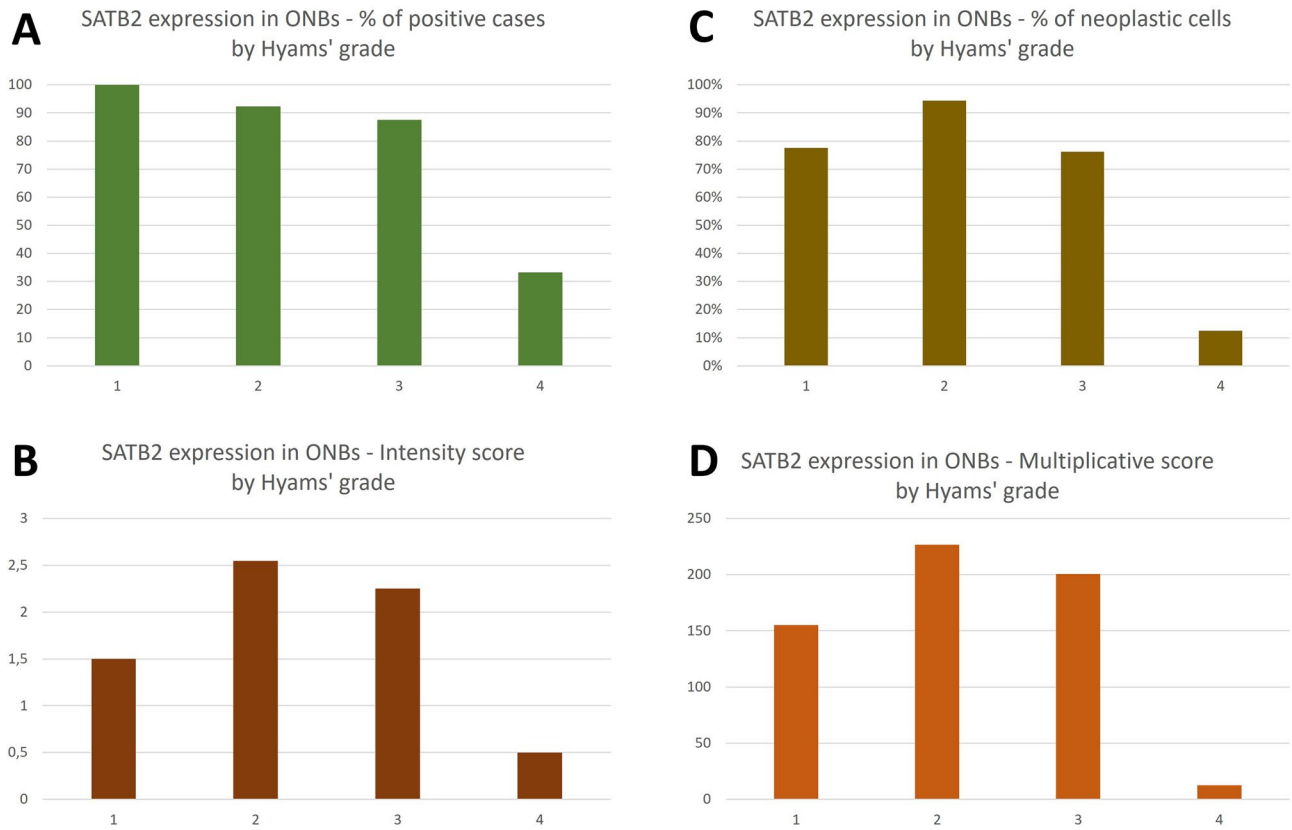 A
SATB2 expression in ONBs - % of positive cases
by Hyams' grade
100
90
80
70
60
50
40
30
20
10
0
1 2 3 4
C
SATB2 expression in ONBs - % of neoplastic cells
by Hyams' grade
100%
90%
80%
70%
60%
50%
40%
30%
20%
10%
0%
1 2 3 4
B
SATB2 expression in ONBs - Intensity score
by Hyams' grade
3
2,5
2
1,5
1
0,5
0
1 2 3 4
D
SATB2 expression in ONBs - Multiplicative score
by Hyams' grade
250
200
150
100
50
0
1 2 3 4